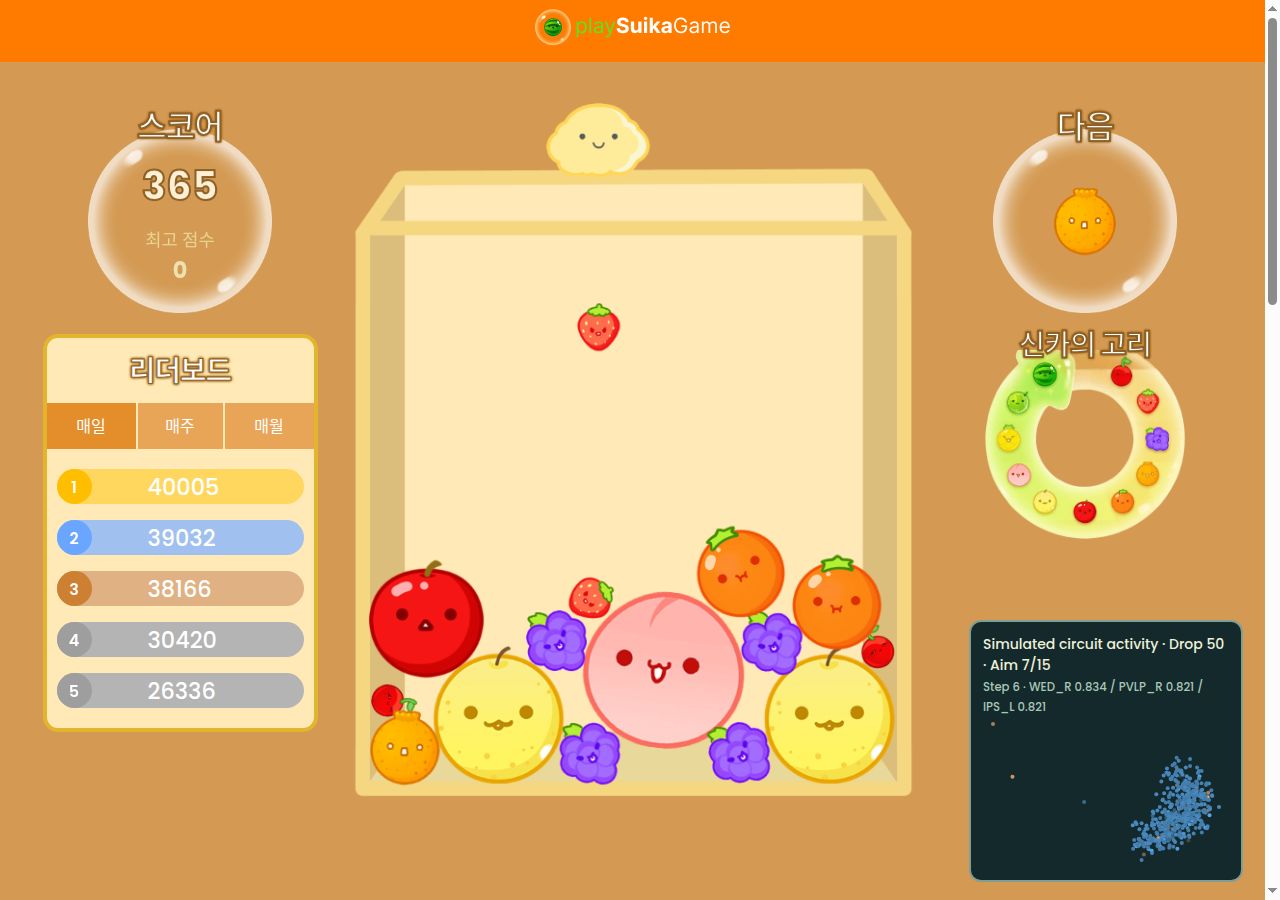 playSuikaGame
스코어
365
최고 점수
0
리더보드
매일 매주 매월
1 40005
2 39032
3 38166
4 30420
5 26336
다음
신카의 고리
Simulated circuit activity · Drop 50
· Aim 7/15
Step 6 · WED_R 0.834 / PVLP_R 0.821 /
IPS_L 0.821